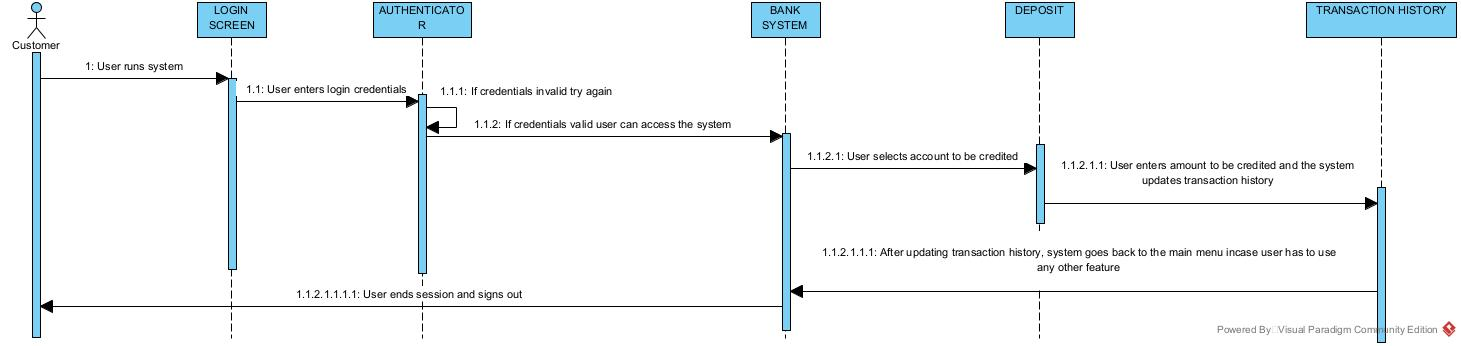 LOGIN
SCREEN
AUTHENTICATO
R
BANK
SYSTEM
DEPOSIT
TRANSACTION HISTORY
Customer
1: User runs system
1.1: User enters login credentials
1.1.1: If credentials invalid try again
1.1.2: If credentials valid user can access the system
1.1.2.1: User selects account to be credited
1.1.2.1.1: User enters amount to be credited and the system
updates transaction history
1.1.2.1.1.1: After updating transaction history, system goes back to the main menu incase user has to use
any other feature
1.1.2.1.1.1.1: User ends session and signs out
Powered By Visual Paradigm Community Edition